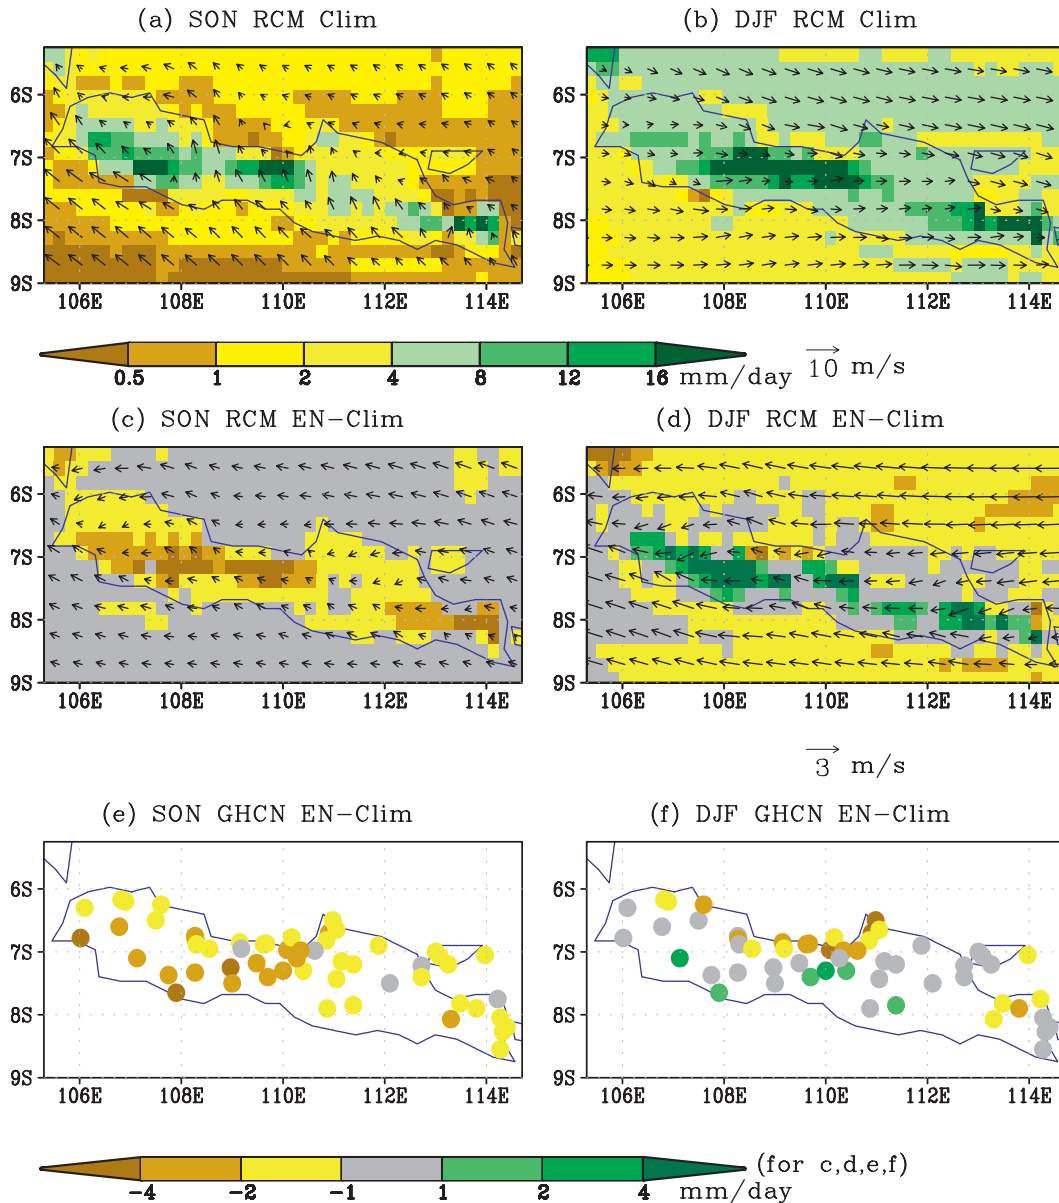 (a) SON RCM Clim
(b) DJF RCM Clim
6S
7S
8S
9S
106E 108E 110E 112E 114E
6S
7S
8S
9S
106E 108E 110E 112E 114E
0.5 1 2 4 8 12 16 mm/day
10 m/s
(c) SON RCM EN-Clim
(d) DJF RCM EN-Clim
6S
7S
8S
9S
106E 108E 110E 112E 114E
6S
7S
8S
9S
106E 108E 110E 112E 114E
3 m/s
(e) SON GHCN EN-Clim
(f) DJF GHCN EN-Clim
6S
7S
8S
9S
106E 108E 110E 112E 114E
6S
7S
8S
9S
106E 108E 110E 112E 114E
(for c,d,e,f)
-4 -2 -1 1 2 4 mm/day